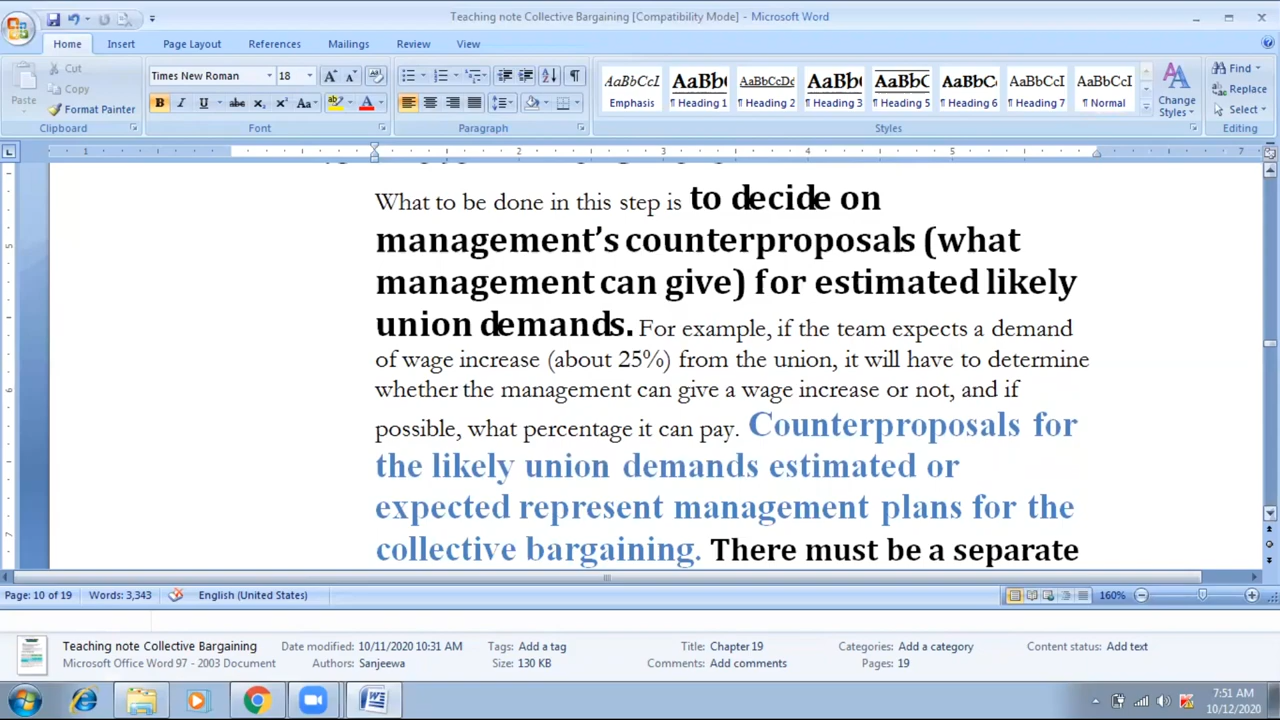 Teaching note Collective Bargaining [Compatibility Mode] - Microsoft Word
Home Insert Page Layout References Mailings Review View
Paste
Cut
Copy
Format Painter
Times New Roman 18
AaBbCcI AaBb( AaBbCcDc AaBb( AaBbC AaBbC AaBbCcI AaBbCcI
Emphasis ¶ Heading 1 ¶ Heading 2 ¶ Heading 3 ¶ Heading 5 ¶ Heading 6 ¶ Heading 7 ¶ Normal
Change Styles
Find
Replace
Select
Clipboard Font Paragraph Styles Editing
1 2 3 4 5 7
What to be done in this step is to decide on
management's counterproposals (what
management can give) for estimated likely
union demands. For example, if the team expects a demand
of wage increase (about 25%) from the union, it will have to determine
whether the management can give a wage increase or not, and if
possible, what percentage it can pay. Counterproposals for
the likely union demands estimated or
expected represent management plans for the
collective bargaining. There must be a separate
5
6
7
Page: 10 of 19 Words: 3,343 English (United States) 160%
Teaching note Collective Bargaining Date modified: 10/11/2020 10:31 AM Tags: Add a tag Title: Chapter 19 Categories: Add a category Content status: Add text
Microsoft Office Word 97 - 2003 Document Authors: Sanjeewa Size: 130 KB Comments: Add comments Pages: 19
7:51 AM
10/12/2020